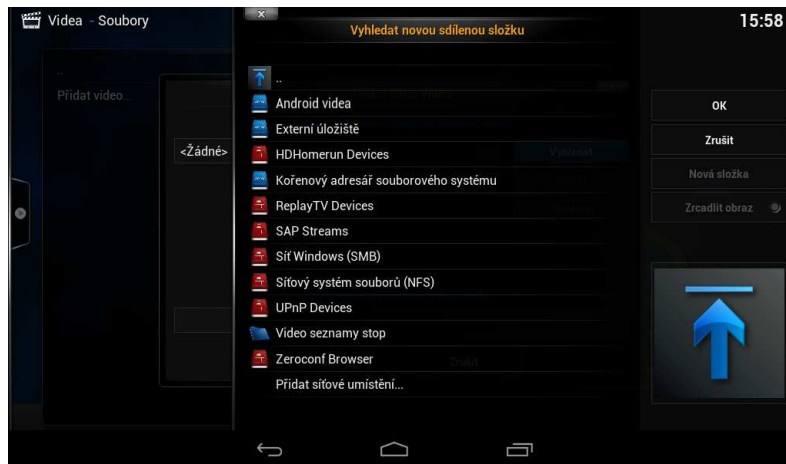 Videa - Soubory
Vyhledat novou sdílenou složku
15:58
..
..
Přidat video...
Android videa
Externí úložiště
HDHomerun Devices
Kořenový adresář souborového systému
ReplayTV Devices
SAP Streams
Síť Windows (SMB)
Síťový systém souborů (NFS)
UPnP Devices
Video seznamy stop
Zeroconf Browser
Přidat síťové umístění...
<Žádné>
Vyhledat
Zrušit
OK
Zrušit
Nová složka
Zrcadlit obraz